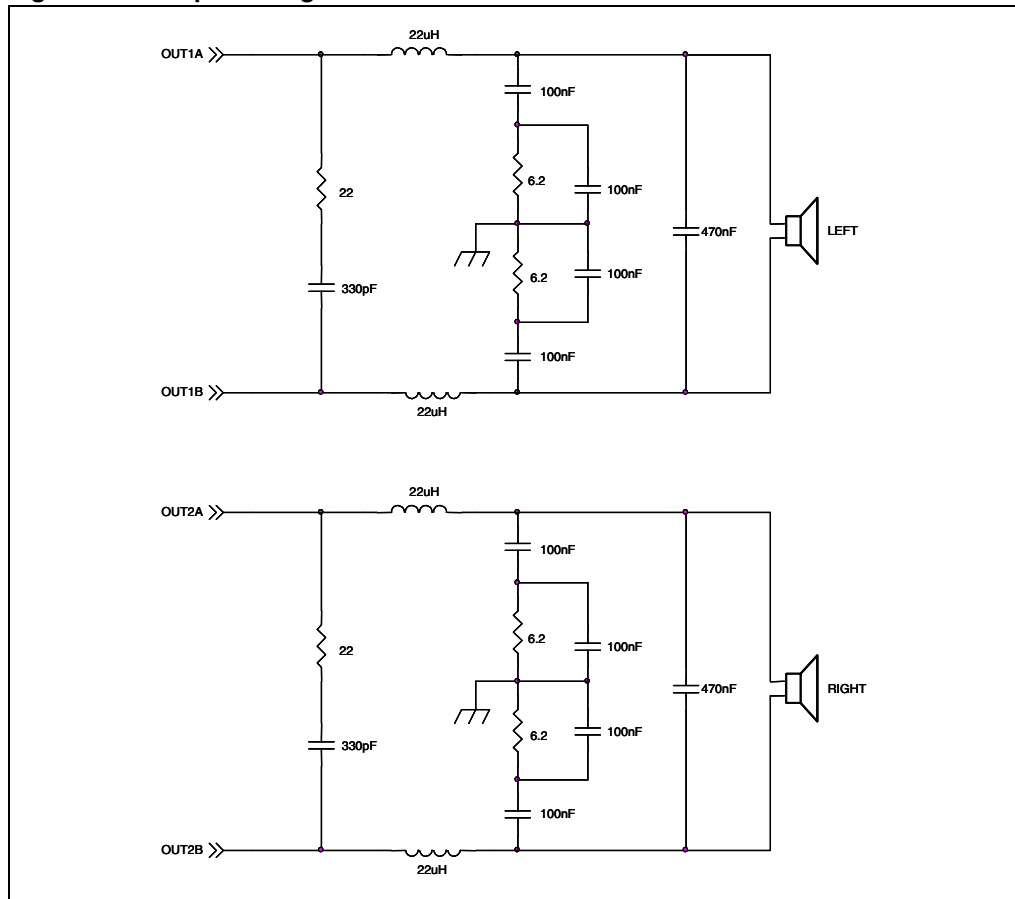 22uH
OUT1A
100nF
6.2
100nF
22
470nF
LEFT
6.2
100nF
330pF
100nF
OUT1B
22uH
22uH
OUT2A
100nF
6.2
100nF
22
470nF
RIGHT
6.2
100nF
330pF
100nF
OUT2B
22uH